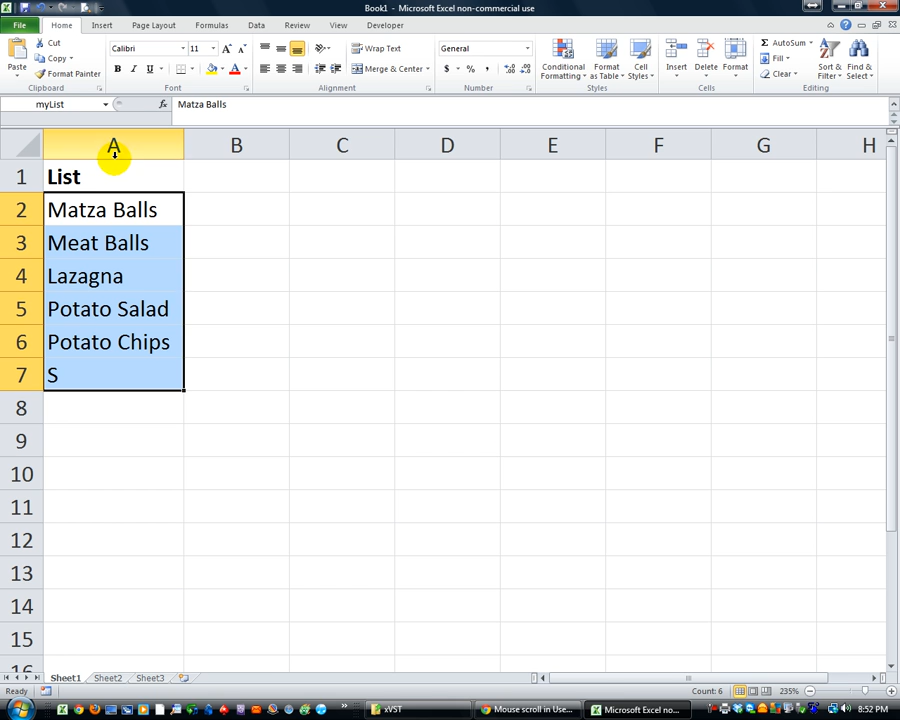 Book1 - Microsoft Excel non-commercial use
File Home Insert Page Layout Formulas Data Review View Developer
Paste
Cut
Copy
Format Painter
Clipboard
Calibri 11
B I U
Font
Wrap Text
Merge & Center
Alignment
General
$ % ,
Number
Conditional Formatting
Format as Table
Cell Styles
Styles
Insert
Delete
Format
Cells
AutoSum
Fill
Clear
Sort & Filter
Find & Select
Editing
myList fx Matza Balls
A B C D E F G H
1 List
2 Matza Balls
3 Meat Balls
4 Lazagna
5 Potato Salad
6 Potato Chips
7 S
8
9
10
11
12
13
14
15
16
Sheet1 Sheet2 Sheet3
Ready Count: 6 235%
xVST Mouse scroll in Use... Microsoft Excel no... 8:52 PM